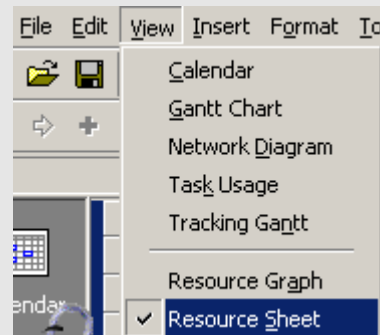 File Edit View Insert Format
Calendar
Gantt Chart
Network Diagram
Task Usage
Tracking Gantt
Resource Graph
Resource Sheet